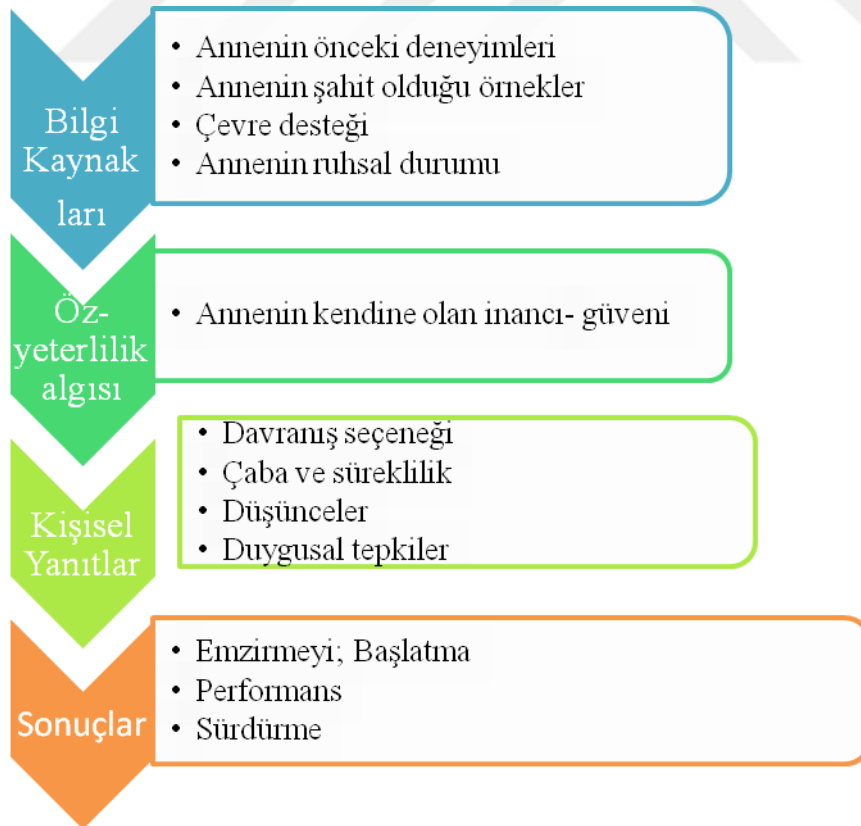 Bilgi
Kaynak
ları
• Annenin önceki deneyimleri
• Annenin şahit olduğu örnekler
• Çevre desteği
• Annenin ruhsal durumu
Öz-
yeterlilik
algısı
• Annenin kendine olan inancı- güveni
Kişisel
Yanıtlar
• Davranış seçeneği
• Çaba ve süreklilik
• Düşünceler
• Duygusal tepkiler
Sonuçlar
• Emzirmeyi; Başlatma
• Performans
• Sürdürme